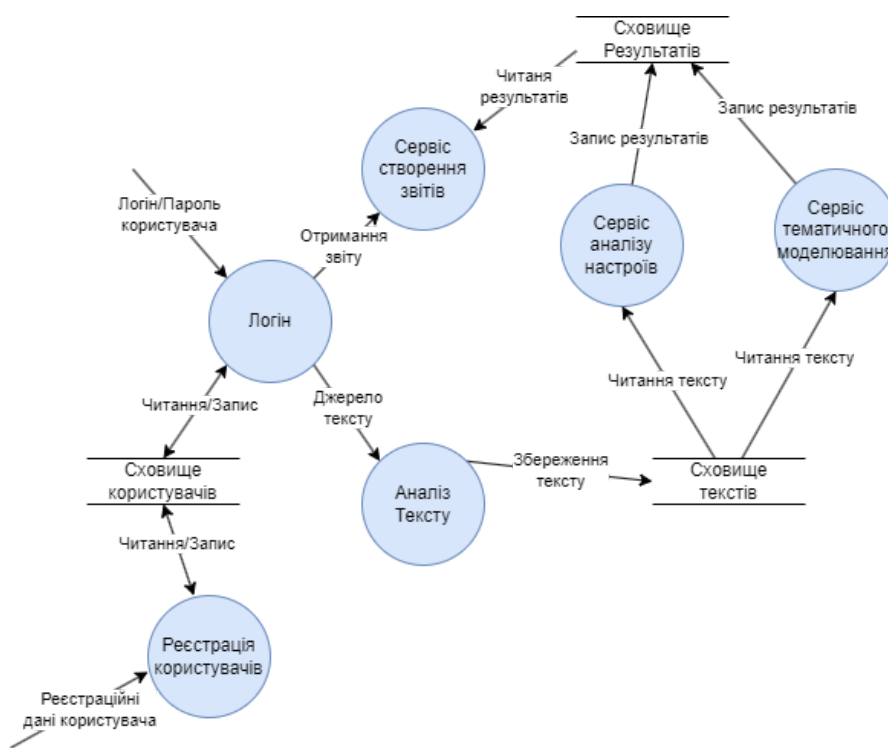 Сховище
Результатів
Читаня
результатів
Запис результатів
Запис результатів
Сервіс
створення
звітів
Логін/Пароль
користувача
Сервіс
аналізу
настроїв
Сервіс
тематичного
моделювання
Отримання
звіту
Логін
Читання тексту
Читання тексту
Джерело
тексту
Читання/Запис
Збереження
тексту
Сховище
користувачів
Сховище
текстів
Аналіз
Тексту
Читання/Запис
Реєстрація
користувачів
Реєстраційні
дані користувача